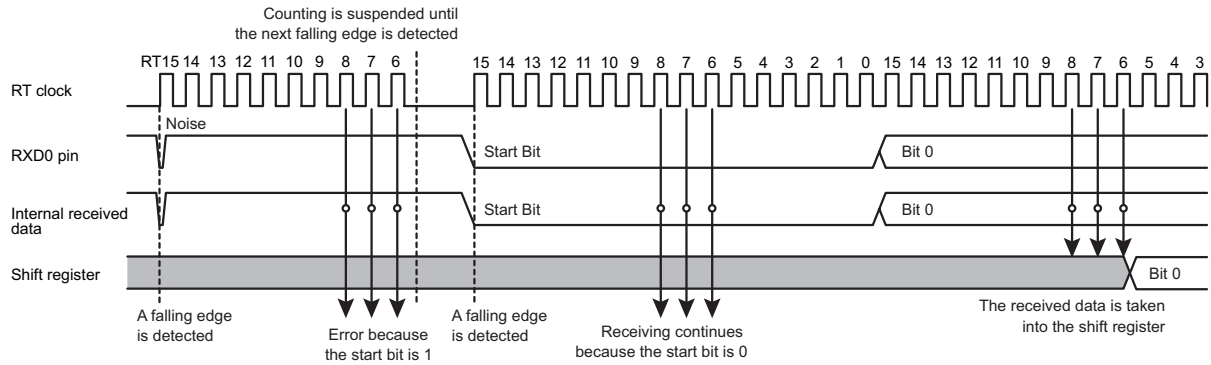 Counting is suspended until
the next falling edge is detected
RT15 14 13 12 11 10 9 8 7 6 15 14 13 12 11 10 9 8 7 6 5 4 3 2 1 0 15 14 13 12 11 10 9 8 7 6 5 4 3
RT clock
Noise
RXD0 pin Start Bit Bit 0
Internal received
data
Start Bit Bit 0
Shift register Bit 0
A falling edge
is detected
Error because
the start bit is 1
A falling edge
is detected
Receiving continues
because the start bit is 0
The received data is taken
into the shift register